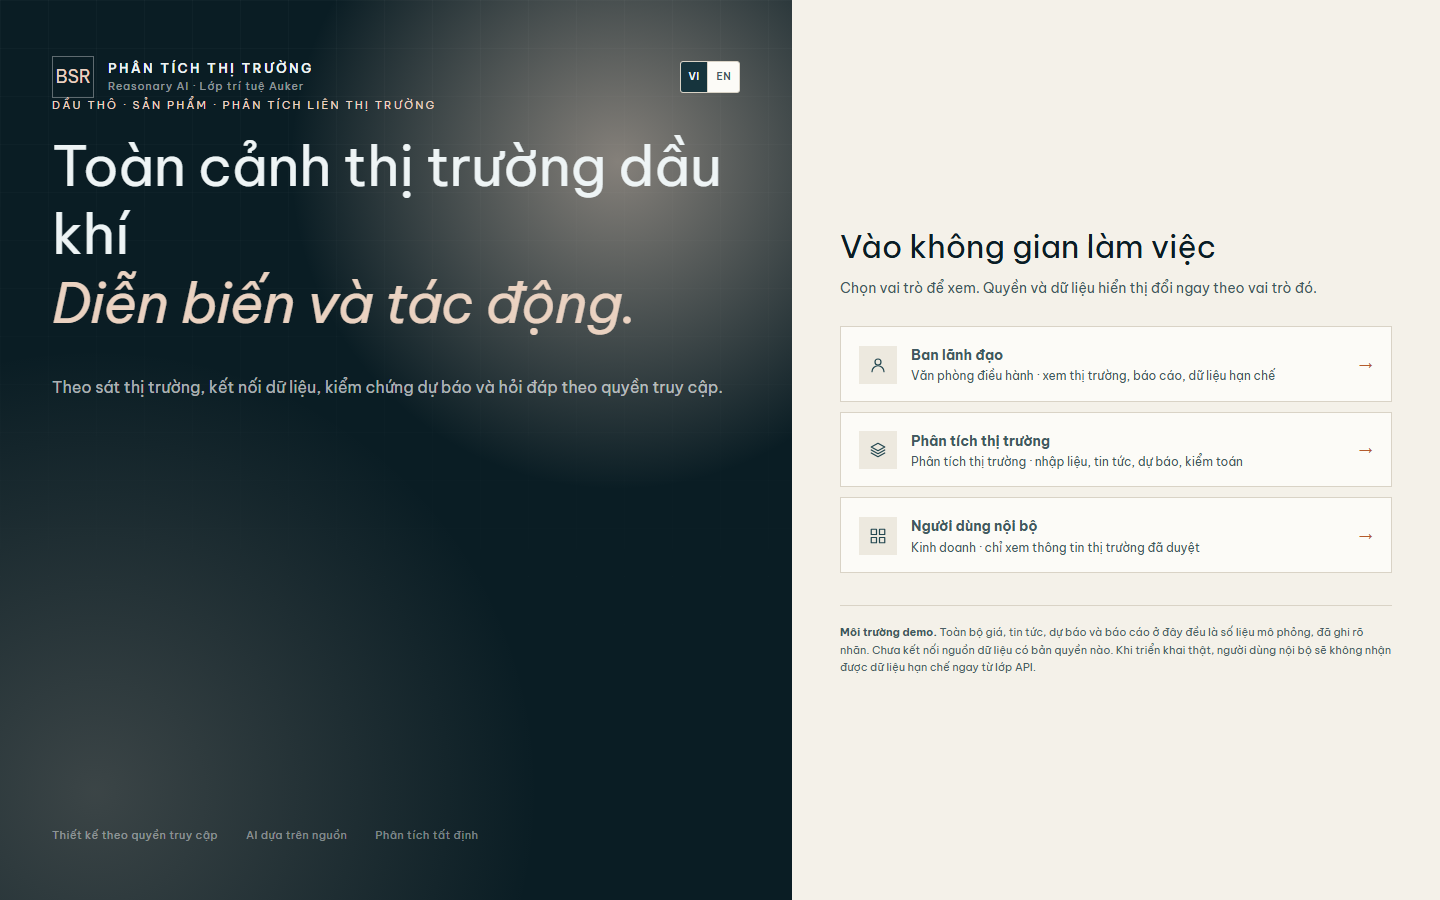 BSR
PHÂN TÍCH THỊ TRƯỜNG
Reasonary AI · Lớp trí tuệ Auker
VI
EN
DẦU THÔ · SẢN PHẨM · PHÂN TÍCH LIÊN THỊ TRƯỜNG
Toàn cảnh thị trường dầu
khí
Diễn biến và tác động.
Theo sát thị trường, kết nối dữ liệu, kiểm chứng dự báo và hỏi đáp theo quyền truy cập.
Thiết kế theo quyền truy cập
AI dựa trên nguồn
Phân tích tất định
Vào không gian làm việc
Chọn vai trò để xem. Quyền và dữ liệu hiển thị đổi ngay theo vai trò đó.
Ban lãnh đạo
Văn phòng điều hành · xem thị trường, báo cáo, dữ liệu hạn chế
→
Phân tích thị trường
Phân tích thị trường · nhập liệu, tin tức, dự báo, kiểm toán
→
Người dùng nội bộ
Kinh doanh · chỉ xem thông tin thị trường đã duyệt
→
Môi trường demo. Toàn bộ giá, tin tức, dự báo và báo cáo ở đây đều là số liệu mô phỏng, đã ghi rõ
nhãn. Chưa kết nối nguồn dữ liệu có bản quyền nào. Khi triển khai thật, người dùng nội bộ sẽ không nhận
được dữ liệu hạn chế ngay từ lớp API.